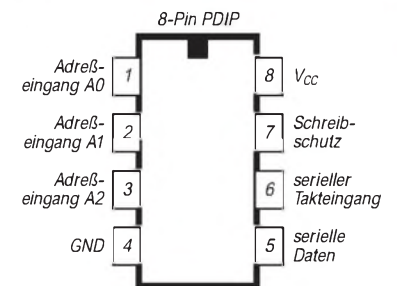 8-Pin PDIP
Adreß-
eingang A0
1
8
VCC
Adreß-
eingang A1
2
7
Schreib-
schutz
Adreß-
eingang A2
3
6
serieller
Takteingang
GND
4
5
serielle
Daten